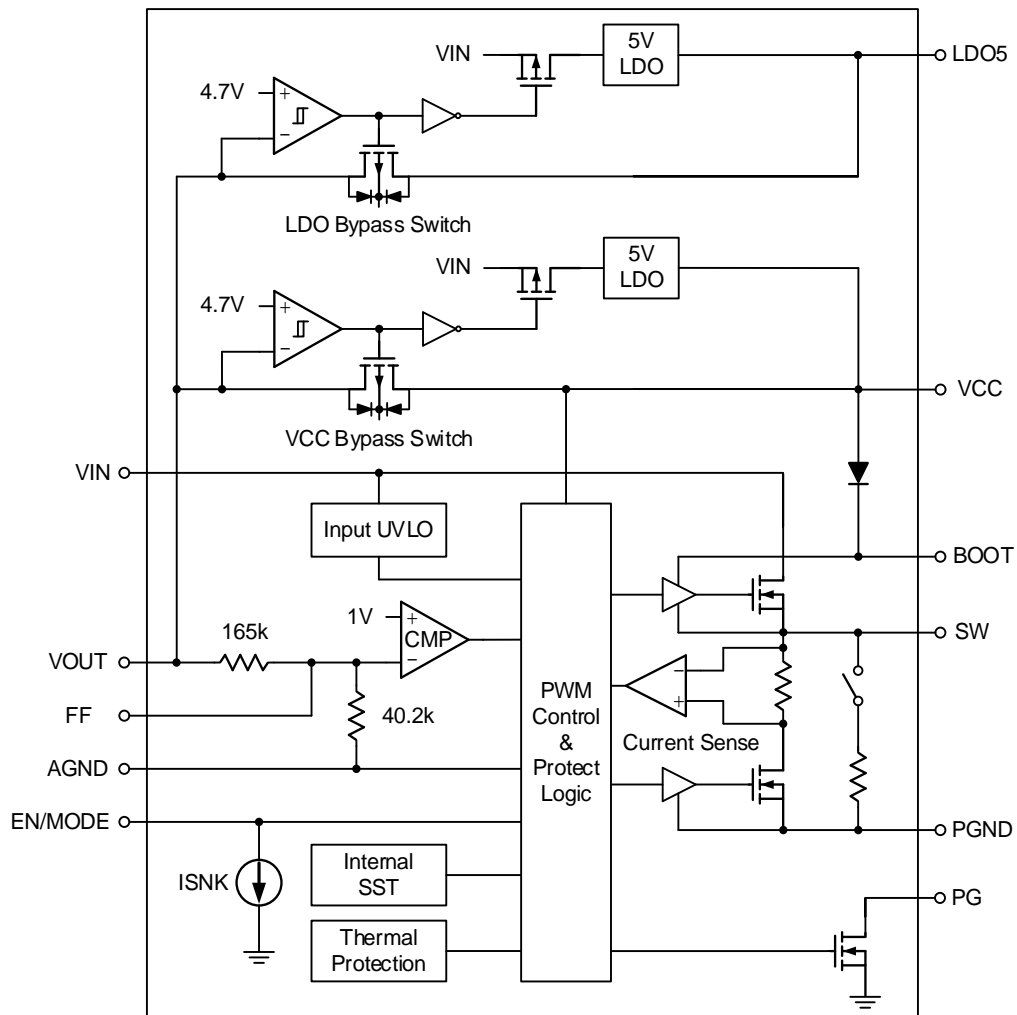 VIN
5V
LDO
LDO5
4.7V
LDO Bypass Switch
VIN
5V
LDO
4.7V
VCC
VCC Bypass Switch
VIN
Input UVLO
BOOT
1V
CMP
165k
SW
VOUT
PWM
Control
&
Protect
Logic
FF
40.2k
Current Sense
AGND
EN/MODE
PGND
Internal
SST
ISNK
PG
Thermal
Protection
+
−
+
−
+
−
−
+